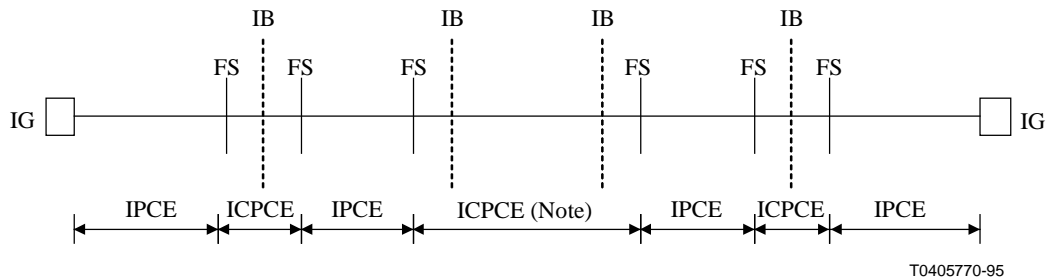 IB IB IB IB
FS FS FS FS FS FS
IG IG
IPCE ICPCE IPCE ICPCE (Note) IPCE ICPCE IPCE
T0405770-95